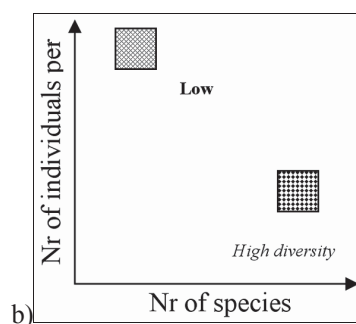 Nr of individuals per
Low
High diversity
Nr of species
b)